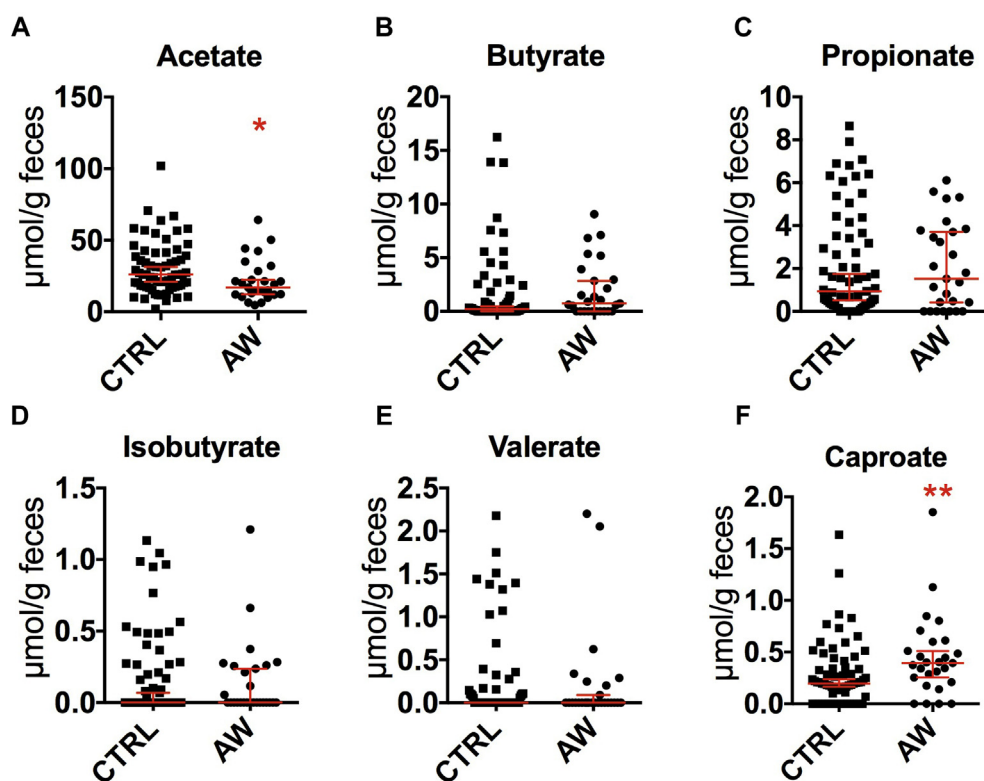 A
Acetate
µmol/g feces
150
100
50
0
*
CTRL
AW
B
Butyrate
µmol/g feces
20
15
10
5
0
CTRL
AW
C
Propionate
µmol/g feces
10
8
6
4
2
0
CTRL
AW
D
Isobutyrate
µmol/g feces
1.5
1.0
0.5
0.0
CTRL
AW
E
Valerate
µmol/g feces
2.5
2.0
1.5
1.0
0.5
0.0
CTRL
AW
F
Caproate
µmol/g feces
2.0
1.5
1.0
0.5
0.0
**
CTRL
AW